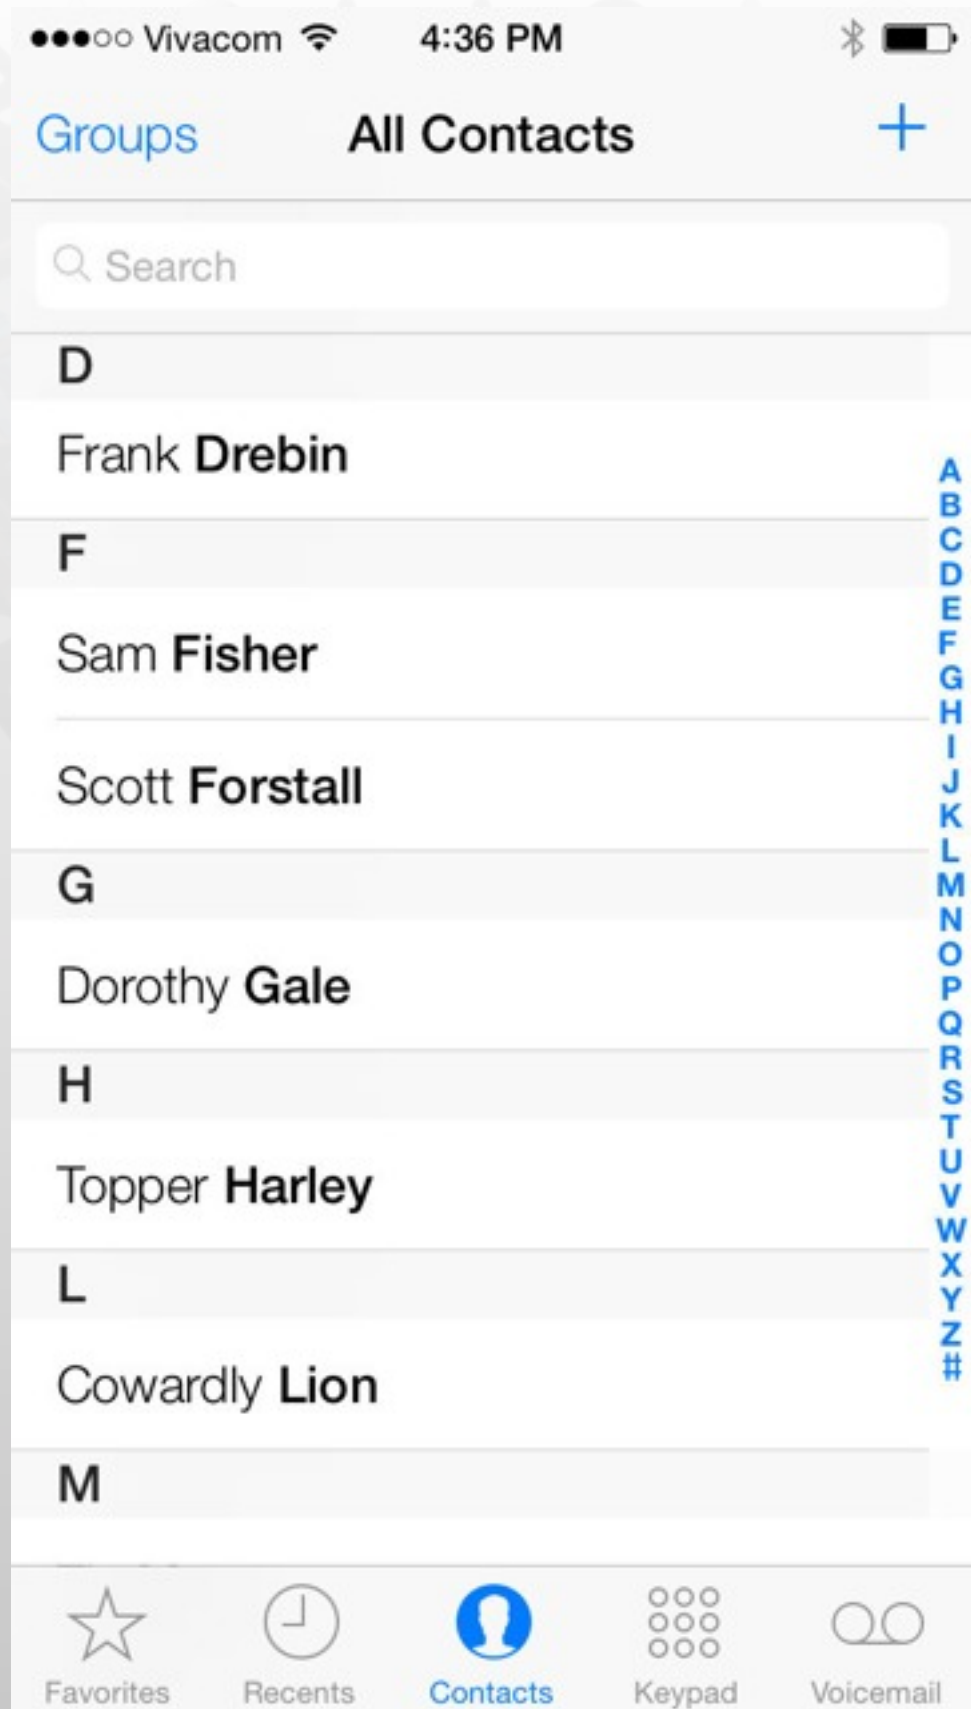 Vivacom 4:36 PM
Groups All Contacts +
Search
D
Frank Drebin
F
Sam Fisher
Scott Forstall
G
Dorothy Gale
H
Topper Harley
L
Cowardly Lion
M
A
B
C
D
E
F
G
H
I
J
K
L
M
N
O
P
Q
R
S
T
U
V
W
X
Y
Z
#
Favorites Recents Contacts Keypad Voicemail